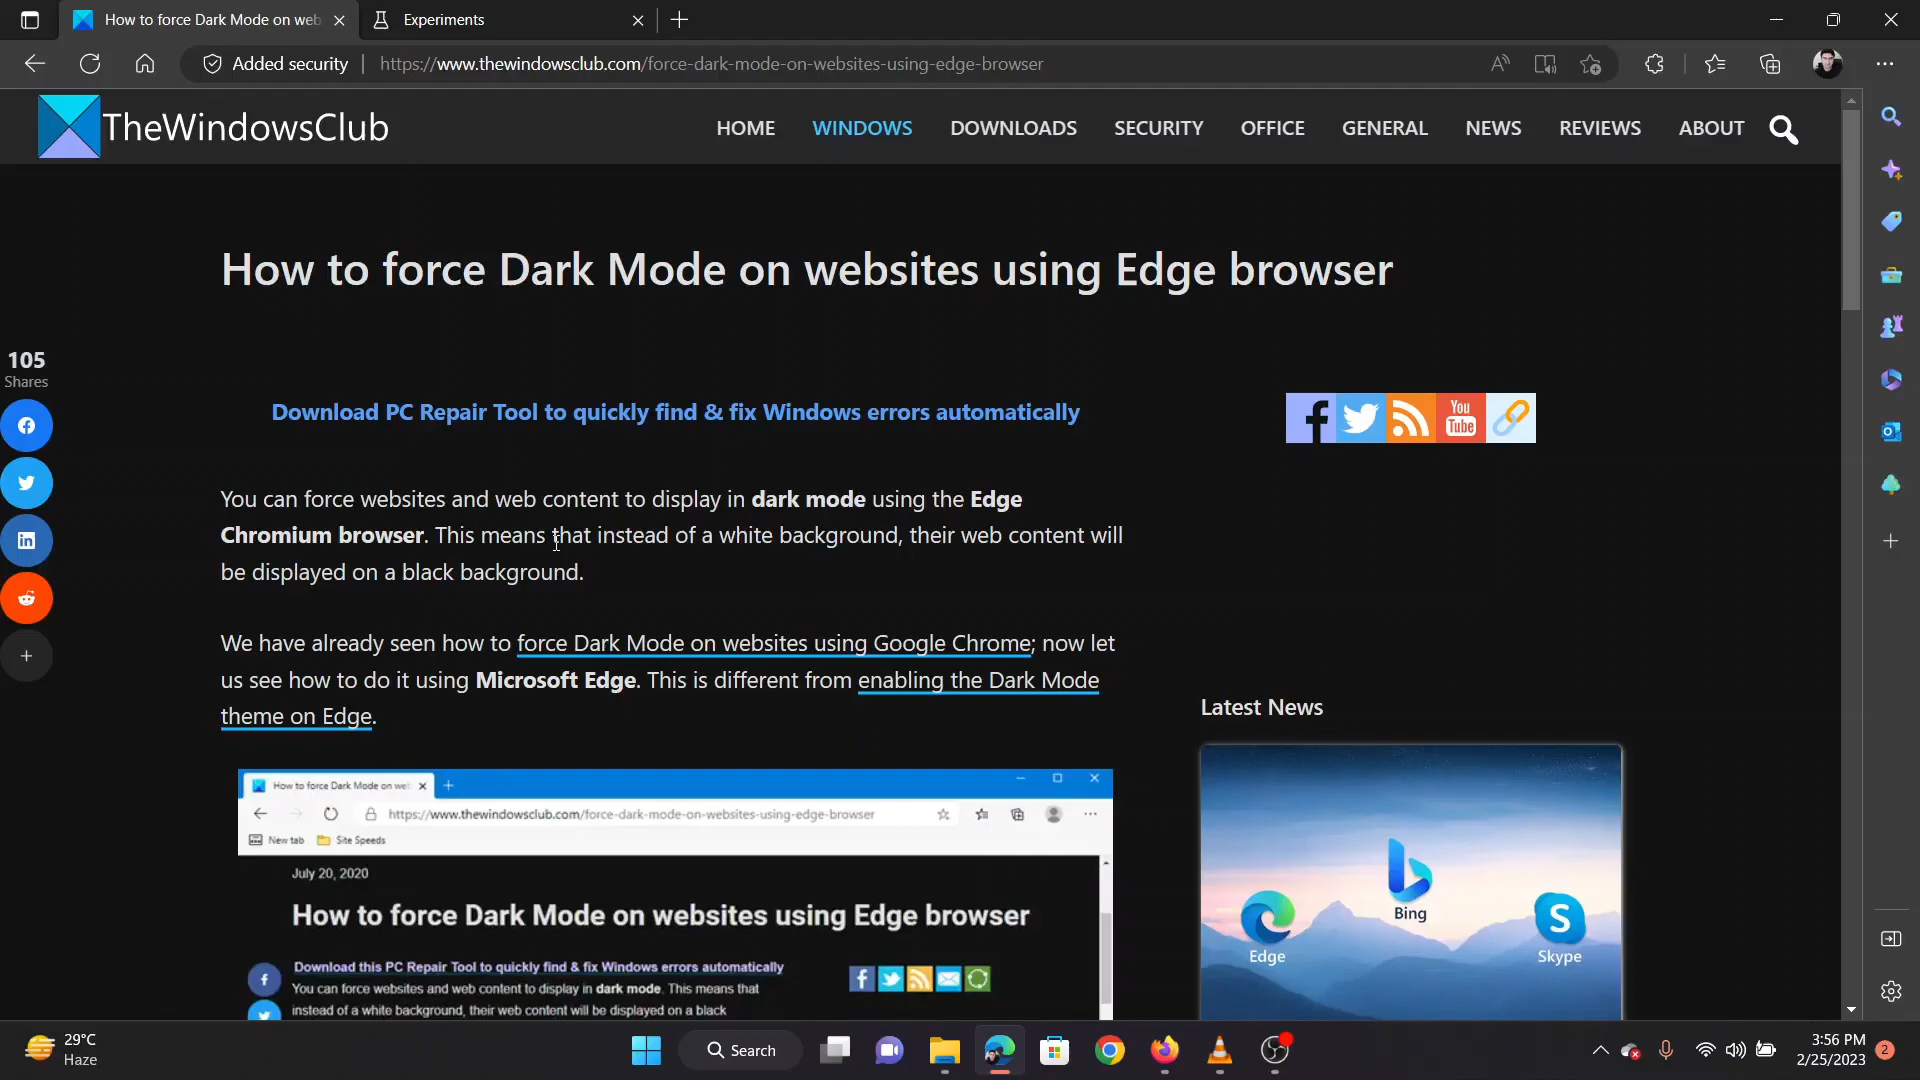 How to force Dark Mode on web
Experiments
Added security
https://www.thewindowsclub.com/force-dark-mode-on-websites-using-edge-browser
TheWindowsClub
HOME
WINDOWS
DOWNLOADS
SECURITY
OFFICE
GENERAL
NEWS
REVIEWS
ABOUT
How to force Dark Mode on websites using Edge browser
105
Shares
Download PC Repair Tool to quickly find & fix Windows errors automatically
You Tube
You can force websites and web content to display in dark mode using the Edge
Chromium browser. This means that instead of a white background, their web content will
be displayed on a black background.
We have already seen how to force Dark Mode on websites using Google Chrome; now let
us see how to do it using Microsoft Edge. This is different from enabling the Dark Mode
theme on Edge.
Latest News
How to force Dark Mode on web
https://www.thewindowsclub.com/force-dark-mode-on-websites-using-edge-browser
New tab
Site Speeds
July 20, 2020
How to force Dark Mode on websites using Edge browser
Download this PC Repair Tool to quickly find & fix Windows errors automatically
You can force websites and web content to display in dark mode. This means that
instead of a white background, their web content will be displayed on a black
Bing
Edge
Skype
29°C
Haze
Search
3:56 PM
2/25/2023
2